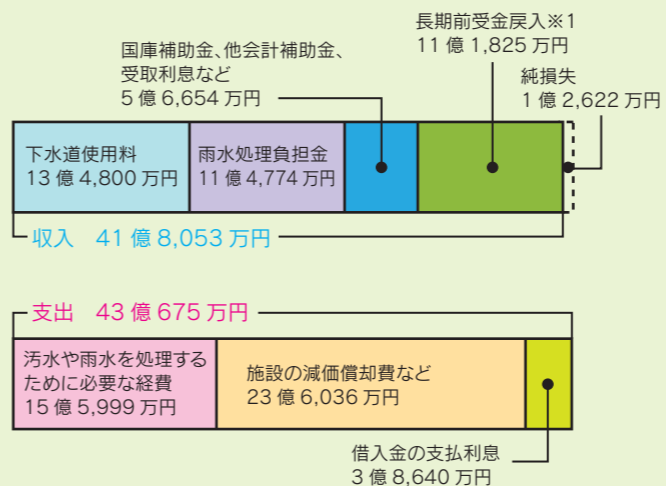 国庫補助金、他会計補助金、
受取利息など
5億6,654万円
長期前受金戻入※1
11億1,825万円
純損失
1億2,622万円
下水道使用料
13億4,800万円
雨水処理負担金
11億4,774万円
収入 41億8,053万円
支出 43億675万円
汚水や雨水を処理する
ために必要な経費
15億5,999万円
施設の減価償却費など
23億6,036万円
借入金の支払利息
3億8,640万円